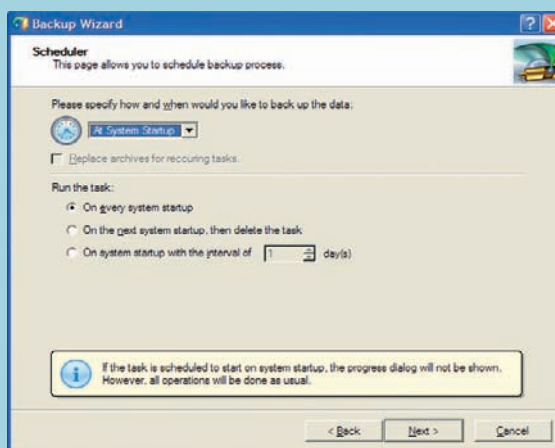 Backup Wizard
Scheduler
This page allows you to schedule backup process.
Please specify how and when would you like to back up the data:
At System Startup
Replace archives for reccuring tasks.
Run the task:
On every system startup
On the next system startup, then delete the task
On system startup with the interval of 1 day(s)
If the task is scheduled to start on system startup, the progress dialog will not be shown.
However, all operations will be done as usual.
< Back Next > Cancel